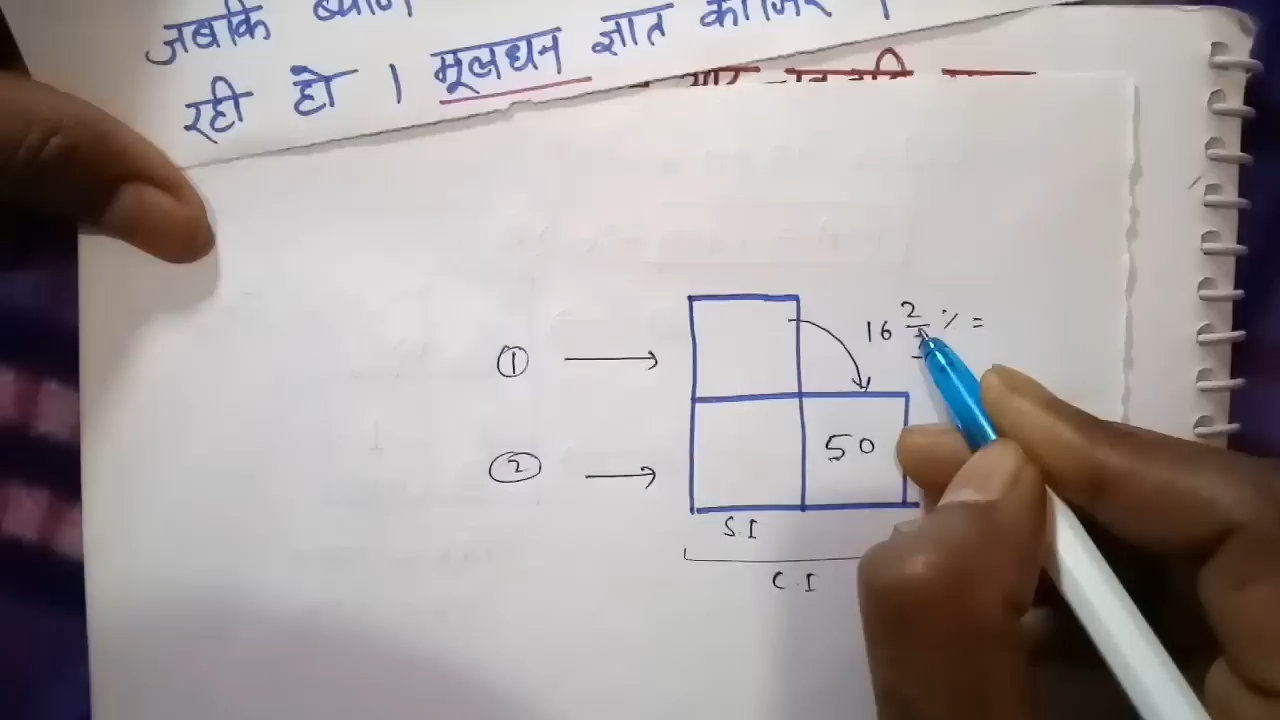 जबकि ब्याज
ज्ञात कीजिए ।
रही हो । मूलधन
16 2/3 % =
①
50
②
S.I
C.I